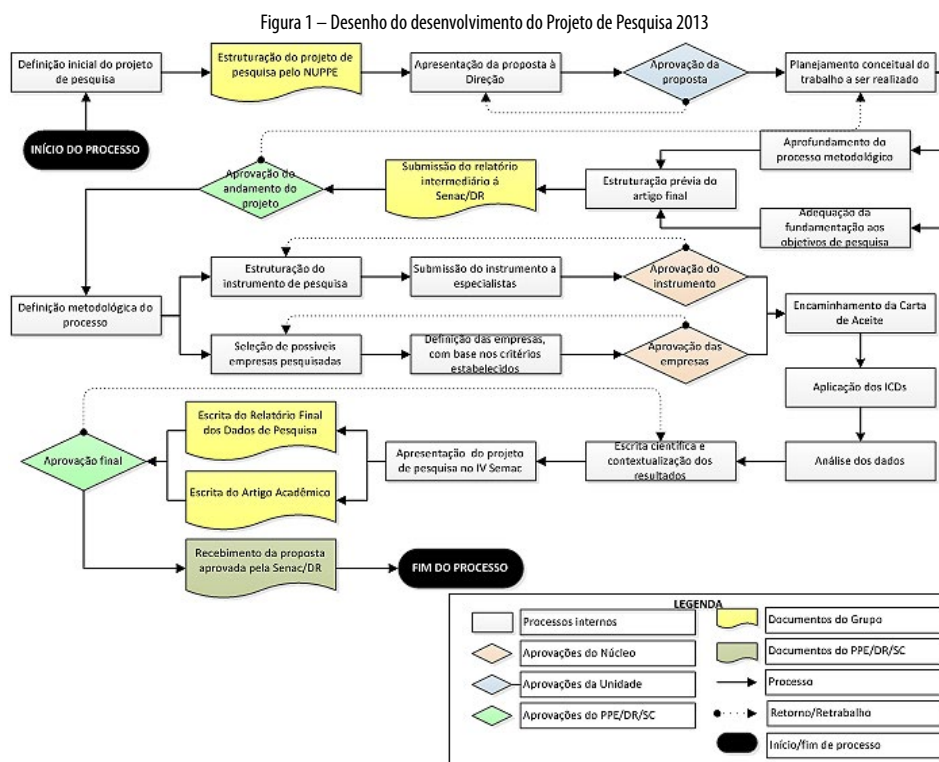 Figura 1 – Desenho do desenvolvimento do Projeto de Pesquisa 2013
Definição inicial do projeto
de pesquisa
Estruturação do projeto de
pesquisa pelo NUPPE
Apresentação da proposta à
Direção
Aprovação da
proposta
Planejamento conceitual do
trabalho a ser realizado
INÍCIO DO PROCESSO
Aprofundamento do
processo metodológico
Aprovação do
andamento do
projeto
Submissão do relatório
intermediário á
Senac/DR
Estruturação prévia do
artigo final
Adequação da
fundamentação aos
objetivos de pesquisa
Definição metodológica do
processo
Estruturação do
instrumento de pesquisa
Submissão do instrumento a
especialistas
Aprovação do
instrumento
Encaminhamento da Carta
de Aceite
Seleção de possíveis
empresas pesquisadas
Definição das empresas,
com base nos critérios
estabelecidos
Aprovação das
empresas
Aplicação dos ICDs
Análise dos dados
Escrita científica e
contextualização dos
resultados
Apresentação do projeto
de pesquisa no IV Semac
Escrita do Relatório Final
dos Dados de Pesquisa
Escrita do Artigo Acadêmico
Aprovação final
Recebimento da proposta
aprovada pela Senac/DR
FIM DO PROCESSO
LEGENDA
Processos internos
Aprovações do Núcleo
Aprovações da Unidade
Aprovações do PPE/DR/SC
Documentos do Grupo
Documentos do PPE/DR/SC
Processo
Retorno/Retrabalho
Início/fim de processo